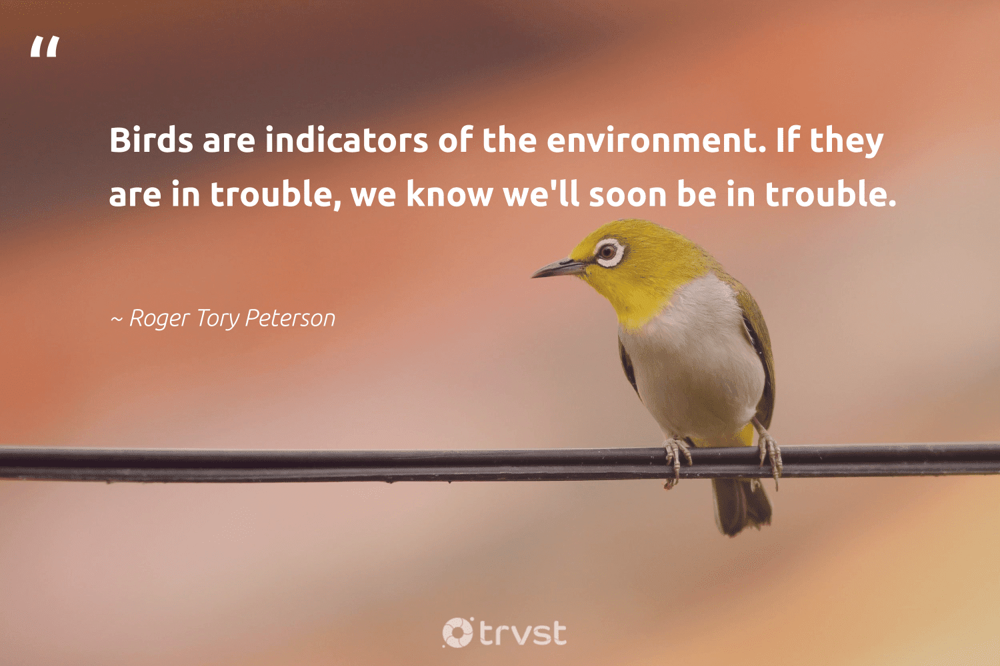 “
Birds are indicators of the environment. If they
are in trouble, we know we'll soon be in trouble.
~ Roger Tory Peterson
trvst